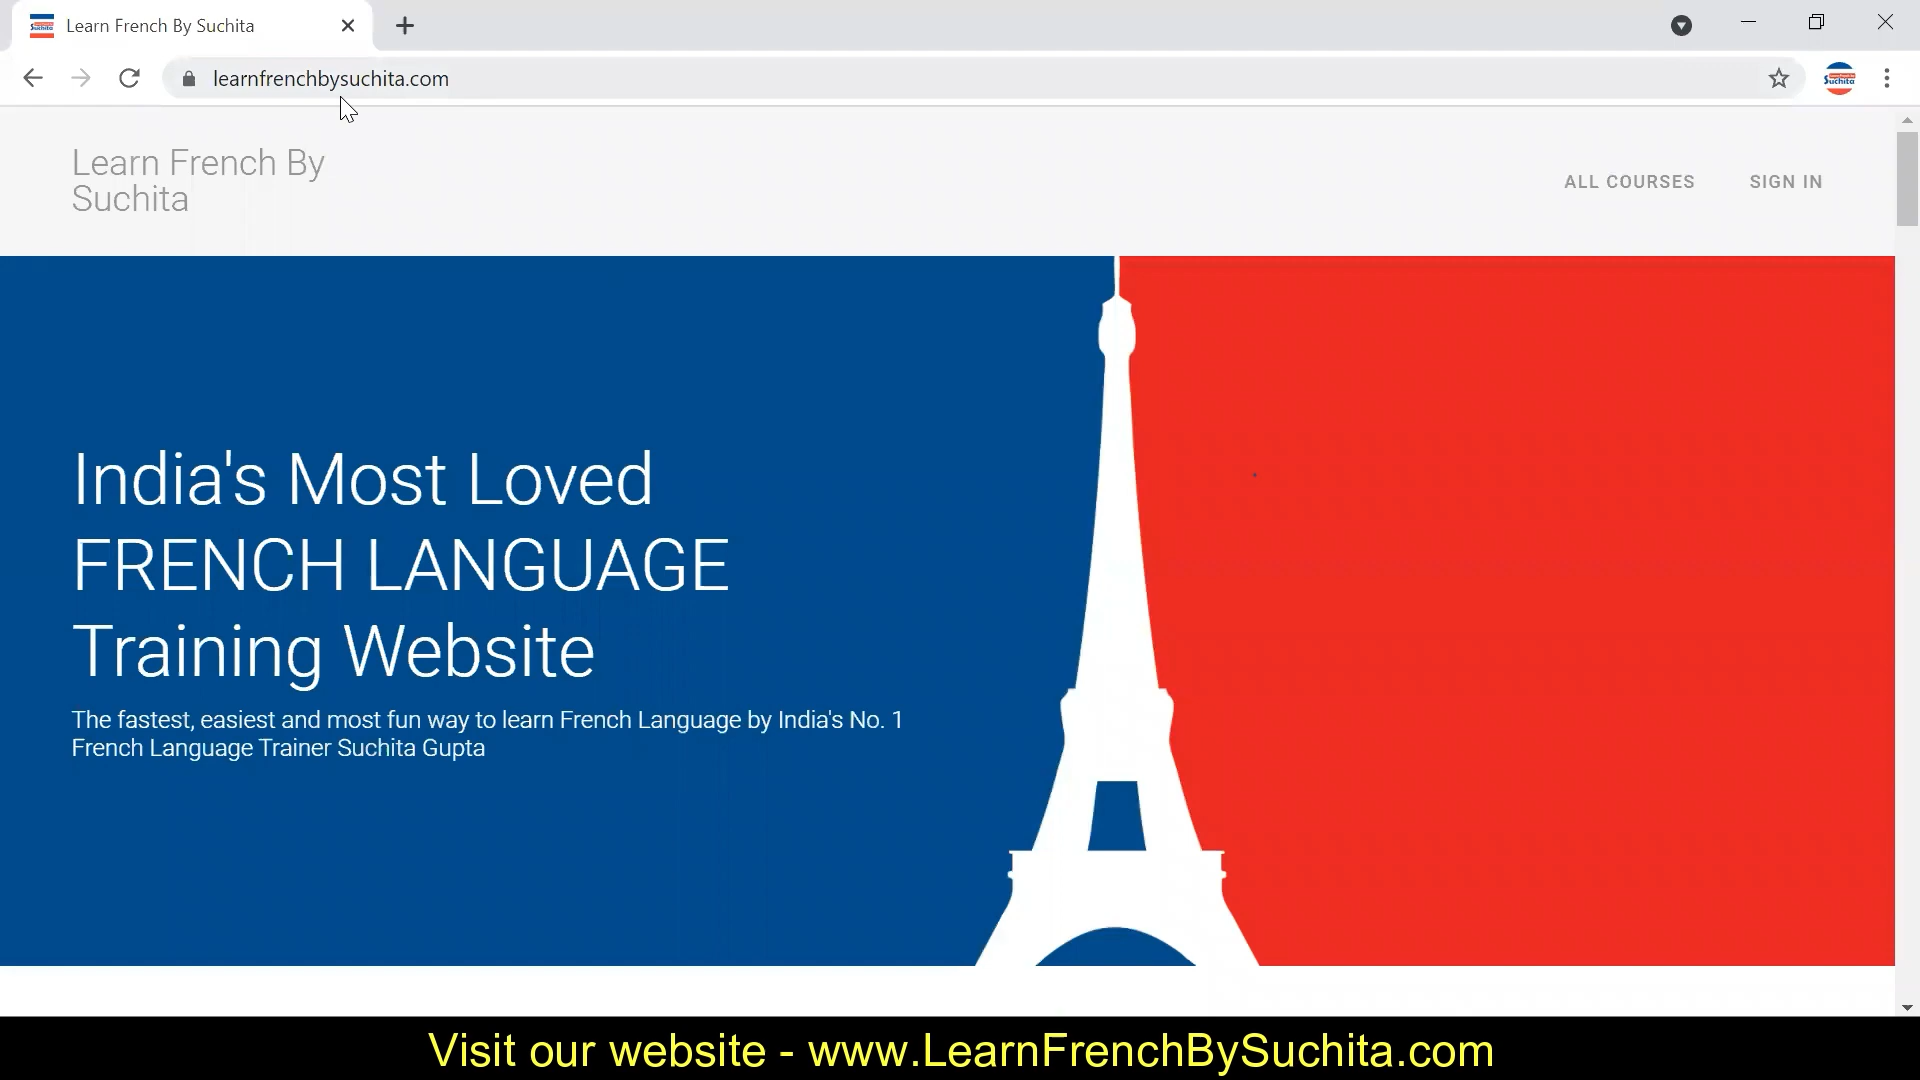 Learn French By Suchita
learnfrenchbysuchita.com
Suchita
Learn French By
Suchita
ALL COURSES
SIGN IN
India's Most Loved
FRENCH LANGUAGE
Training Website
The fastest, easiest and most fun way to learn French Language by India's No. 1
French Language Trainer Suchita Gupta
Visit our website - www.LearnFrenchBySuchita.com